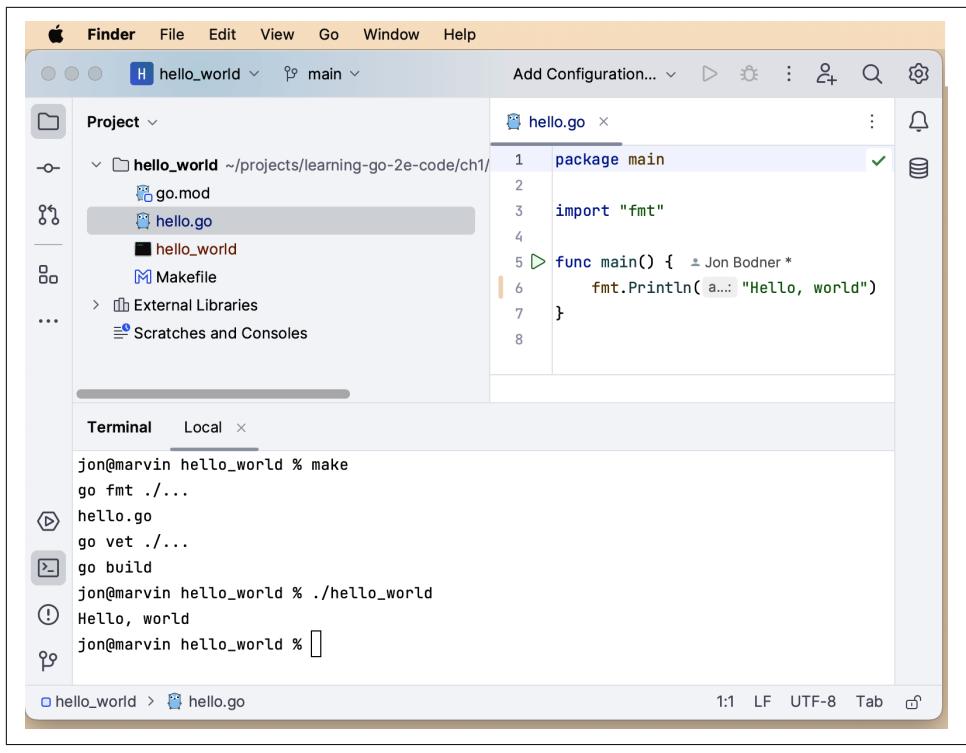 Finder File Edit View Go Window Help
H hello_world main Add Configuration...
Project
hello_world ~/projects/learning-go-2e-code/ch1/
go.mod
hello.go
hello_world
Makefile
External Libraries
Scratches and Consoles
hello.go ×
1 package main
2
3 import "fmt"
4
5 func main() { Jon Bodner *
6 fmt.Println( a...: "Hello, world")
7 }
8
Terminal Local ×
jon@marvin hello_world % make
go fmt ./...
hello.go
go vet ./...
go build
jon@marvin hello_world % ./hello_world
Hello, world
jon@marvin hello_world %
hello_world > hello.go 1:1 LF UTF-8 Tab